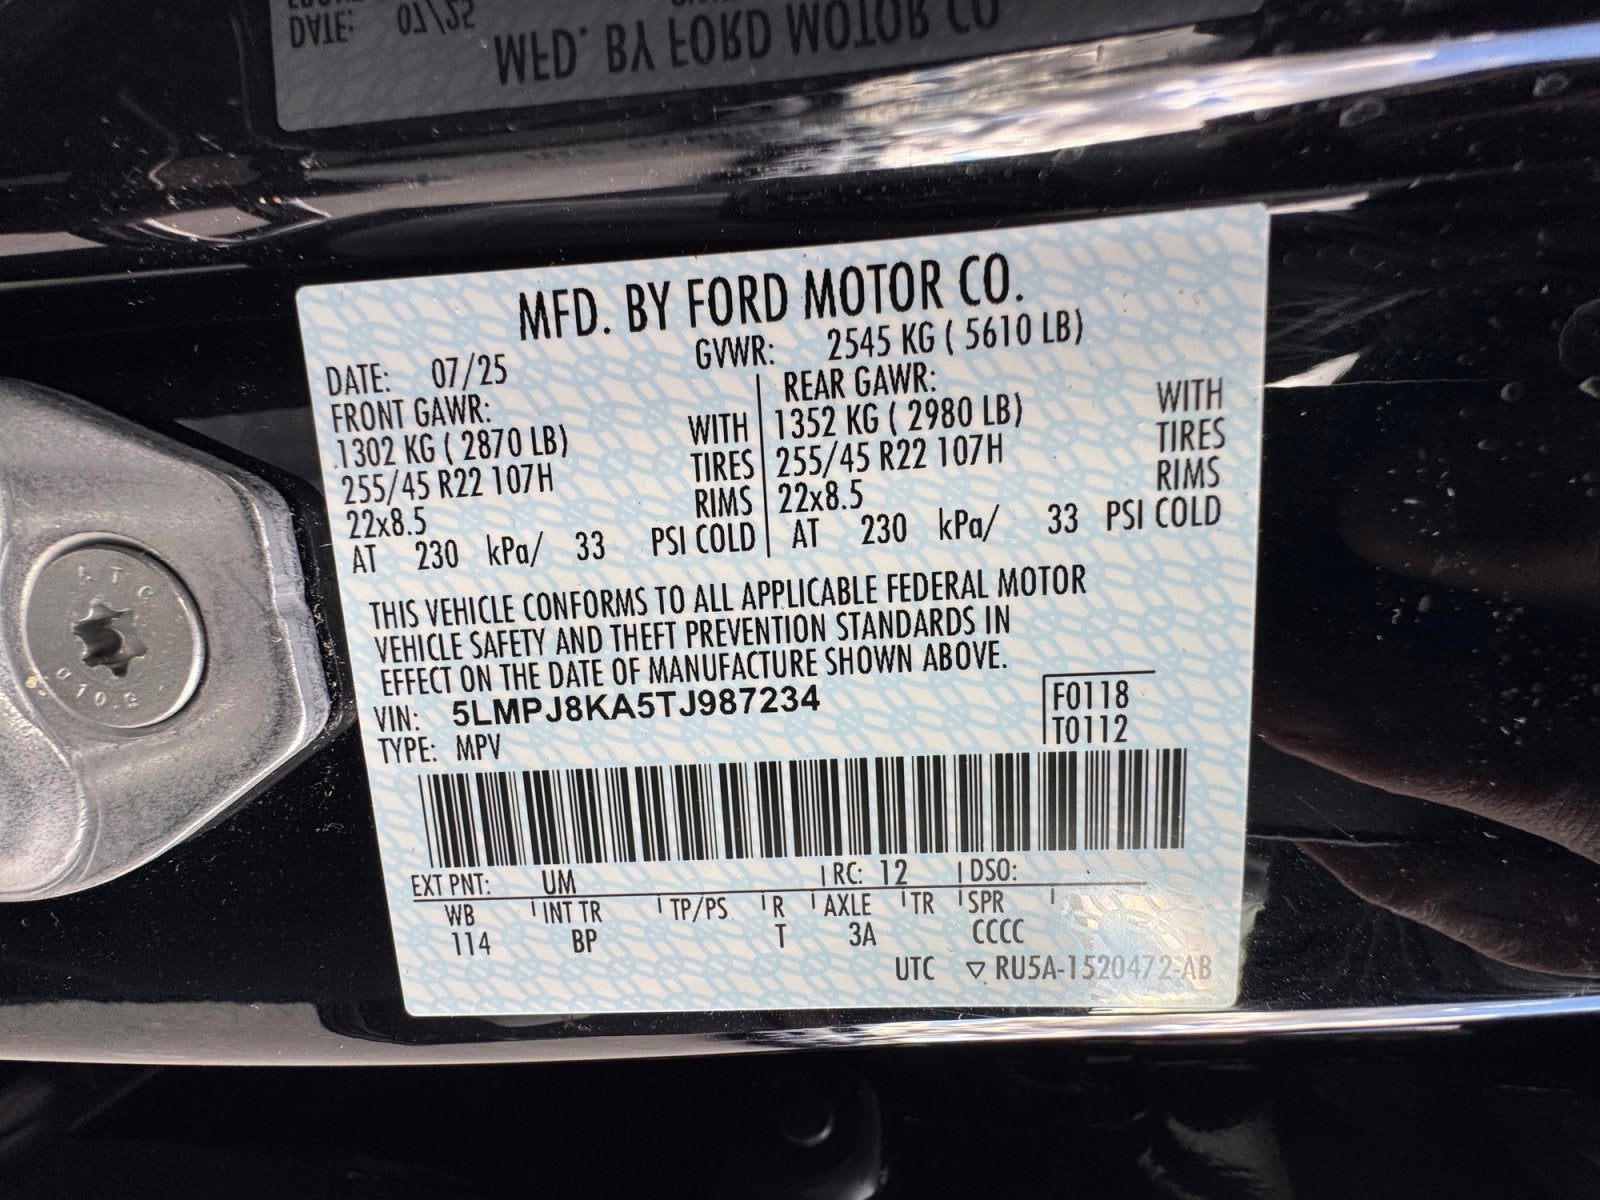 DATE: 07/25
MFD. BY FORD MOTOR CO
MFD. BY FORD MOTOR CO.
DATE: 07/25 GVWR: 2545 KG ( 5610 LB)
FRONT GAWR: REAR GAWR:
1302 KG ( 2870 LB) WITH 1352 KG ( 2980 LB) WITH
255/45 R22 107H TIRES 255/45 R22 107H TIRES
22x8.5 RIMS 22x8.5 RIMS
AT 230 kPa/ 33 PSI COLD AT 230 kPa/ 33 PSI COLD
THIS VEHICLE CONFORMS TO ALL APPLICABLE FEDERAL MOTOR
VEHICLE SAFETY AND THEFT PREVENTION STANDARDS IN
EFFECT ON THE DATE OF MANUFACTURE SHOWN ABOVE.
VIN: 5LMPJ8KA5TJ987234 F0118
TYPE: MPV T0112
EXT PNT: UM RC: 12 DSO:
WB INT TR TP/PS R AXLE TR SPR
114 BP T 3A CCCC
UTC ▽ RU5A-1520472-AB
ATC
010.9